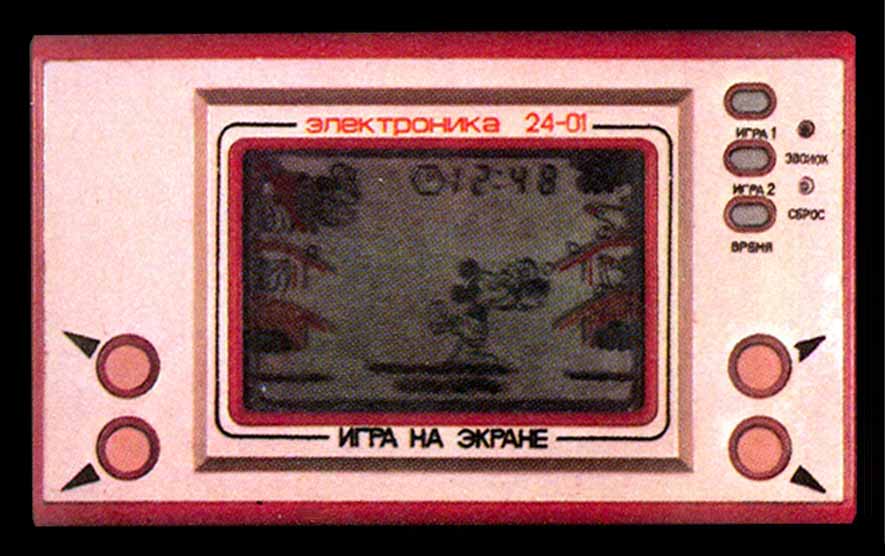 электроника 24-01
12:48
ИГРА 1
ЗВОНОК
ИГРА 2
СБРОС
ВРЕМЯ
ИГРА НА ЭКРАНЕ